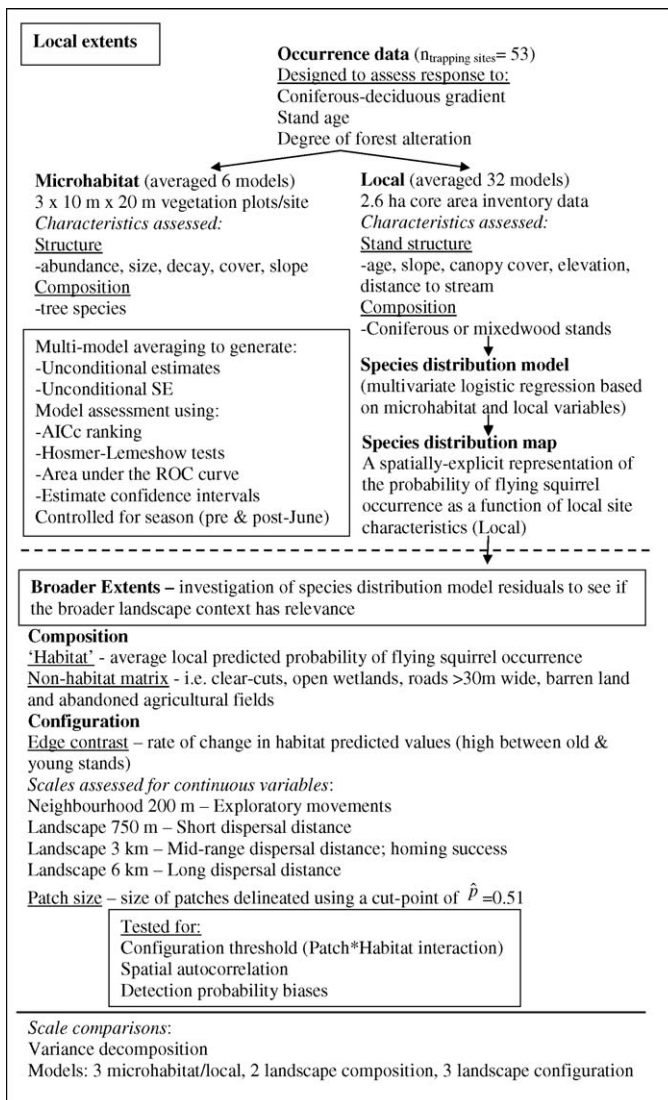 Local extents
Occurrence data (n trapping sites= 53)
Designed to assess response to:
Coniferous-deciduous gradient
Stand age
Degree of forest alteration
Microhabitat (averaged 6 models)
3 x 10 m x 20 m vegetation plots/site
Characteristics assessed:
Structure
-abundance, size, decay, cover, slope
Composition
-tree species
Local (averaged 32 models)
2.6 ha core area inventory data
Characteristics assessed:
Stand structure
-age, slope, canopy cover, elevation,
distance to stream
Composition
-Coniferous or mixedwood stands
Multi-model averaging to generate:
-Unconditional estimates
-Unconditional SE
Model assessment using:
-AICc ranking
-Hosmer-Lemeshow tests
-Area under the ROC curve
-Estimate confidence intervals
Controlled for season (pre & post-June)
Species distribution model
(multivariate logistic regression based
on microhabitat and local variables)
Species distribution map
A spatially-explicit representation of
the probability of flying squirrel
occurrence as a function of local site
characteristics (Local)
Broader Extents – investigation of species distribution model residuals to see if
the broader landscape context has relevance
Composition
‘Habitat’ - average local predicted probability of flying squirrel occurrence
Non-habitat matrix - i.e. clear-cuts, open wetlands, roads >30m wide, barren land
and abandoned agricultural fields
Configuration
Edge contrast – rate of change in habitat predicted values (high between old &
young stands)
Scales assessed for continuous variables:
Neighbourhood 200 m – Exploratory movements
Landscape 750 m – Short dispersal distance
Landscape 3 km – Mid-range dispersal distance; homing success
Landscape 6 km – Long dispersal distance
Patch size – size of patches delineated using a cut-point of p̂ =0.51
Tested for:
Configuration threshold (Patch*Habitat interaction)
Spatial autocorrelation
Detection probability biases
Scale comparisons:
Variance decomposition
Models: 3 microhabitat/local, 2 landscape composition, 3 landscape configuration